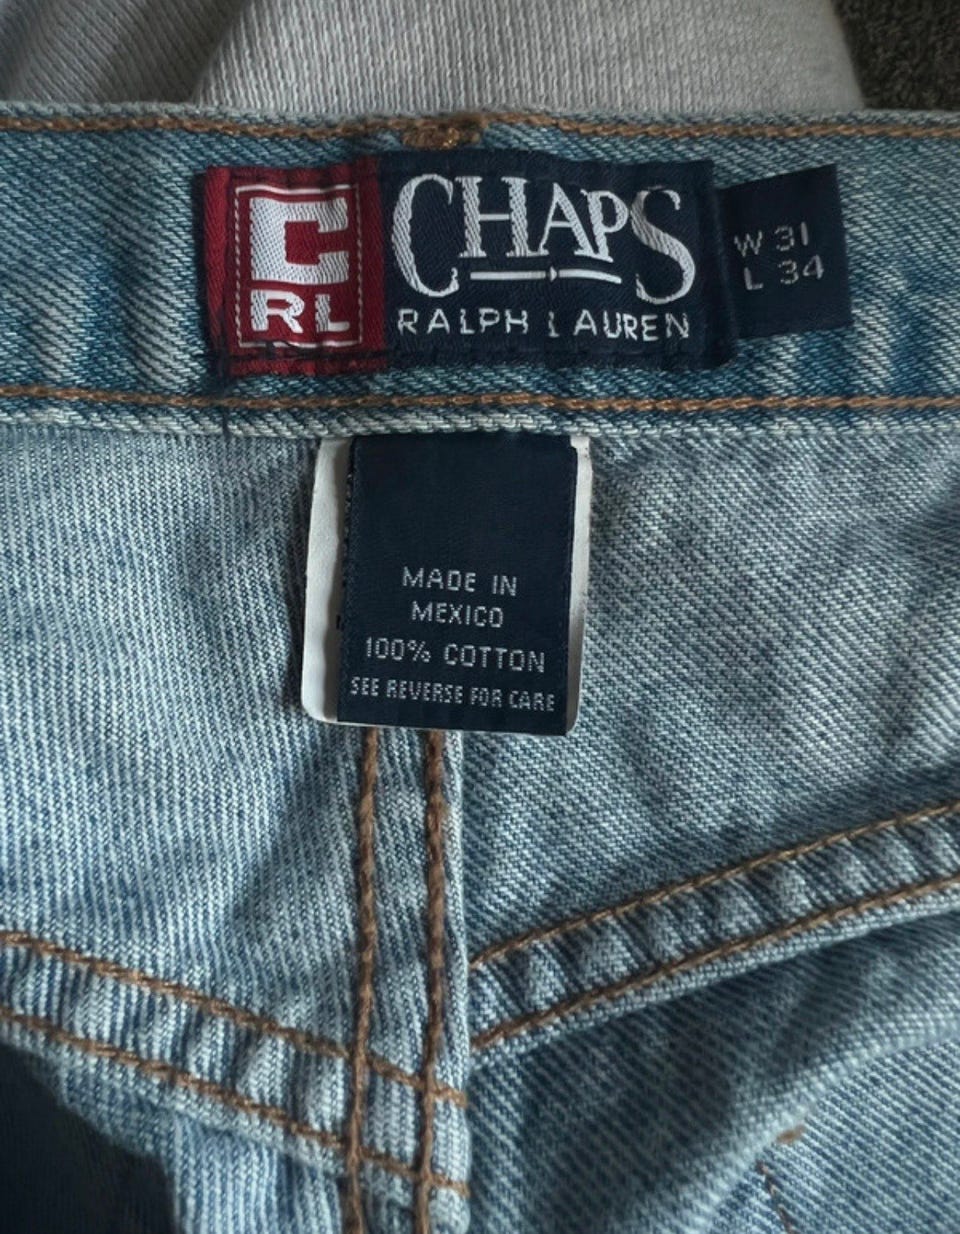 C
RL
CHAPS
RALPH LAUREN
W 31
L 34
MADE IN
MEXICO
100% COTTON
SEE REVERSE FOR CARE